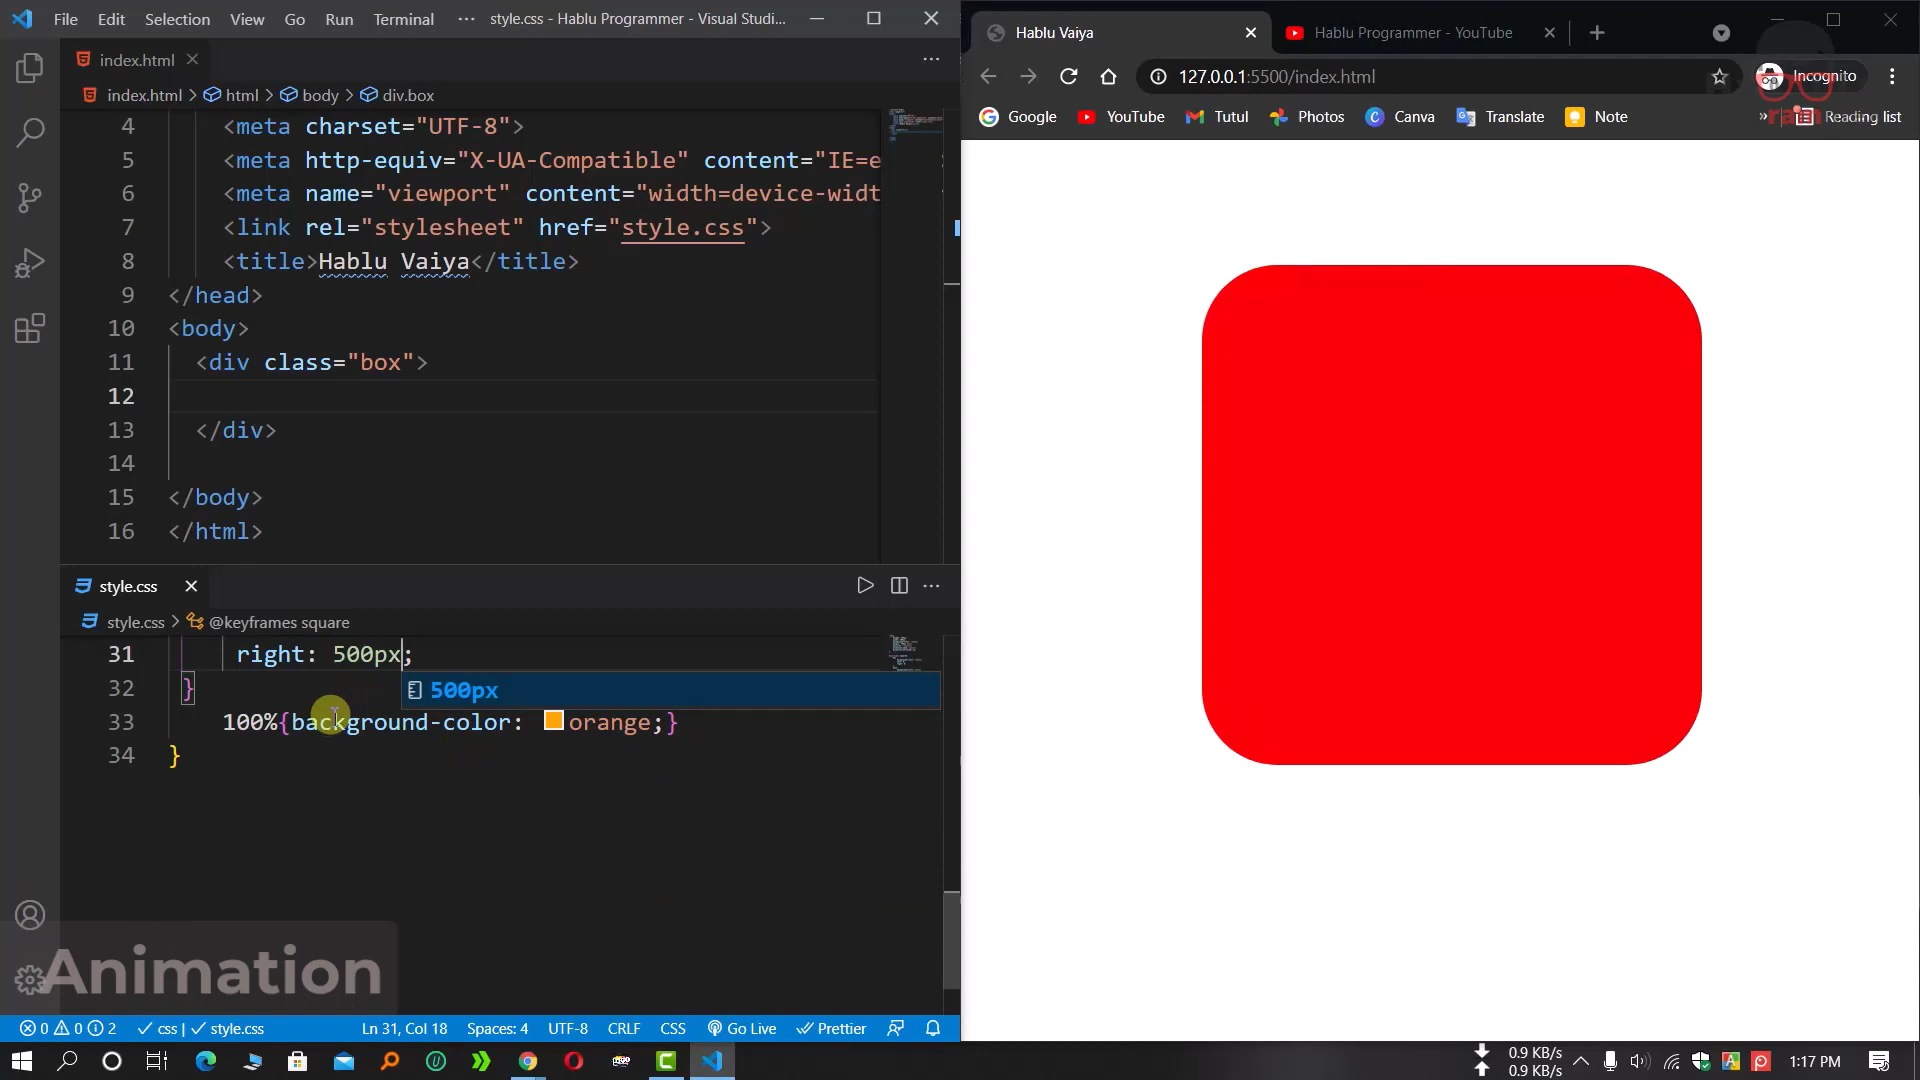 File Edit Selection View Go Run Terminal ··· style.css - Hablu Programmer - Visual Studi...
index.html
index.html > html > body > div.box
4 <meta charset="UTF-8">
5 <meta http-equiv="X-UA-Compatible" content="IE=e
6 <meta name="viewport" content="width=device-widt
7 <link rel="stylesheet" href="style.css">
8 <title>Hablu Vaiya</title>
9 </head>
10 <body>
11 <div class="box">
12
13 </div>
14
15 </body>
16 </html>
style.css
style.css > @keyframes square
31 right: 500px;
32 }
500px
33 100%{background-color: orange;}
34 }
Animation
0 0 2 css | style.css Ln 31, Col 18 Spaces: 4 UTF-8 CRLF CSS Go Live Prettier
Hablu Vaiya
Hablu Programmer - YouTube
127.0.0.1:5500/index.html
Incognito
Google YouTube Tutul Photos Canva Translate Note » Reading list
0.9 KB/s
0.9 KB/s
1:17 PM